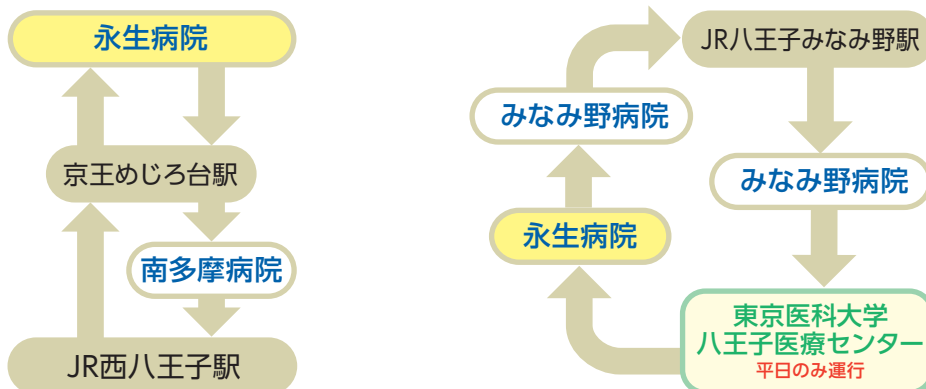 永生病院
京王めじろ台駅
南多摩病院
JR西八王子駅
JR八王子みなみ野駅
みなみ野病院
みなみ野病院
永生病院
東京医科大学
八王子医療センター
平日のみ運行